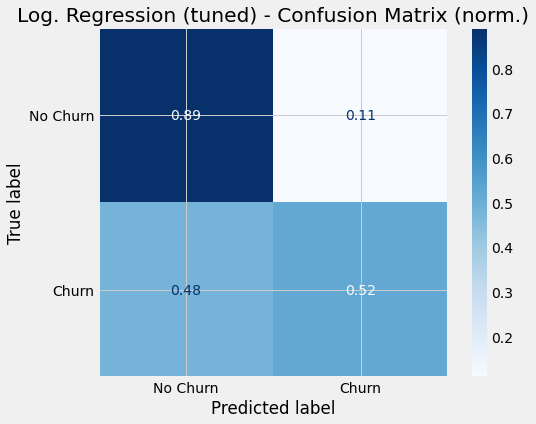 Log. Regression (tuned) - Confusion Matrix (norm.)
No Churn
0.89
0.11
Churn
0.48
0.52
No Churn
Churn
Predicted label
True label
0.8
0.7
0.6
0.5
0.4
0.3
0.2